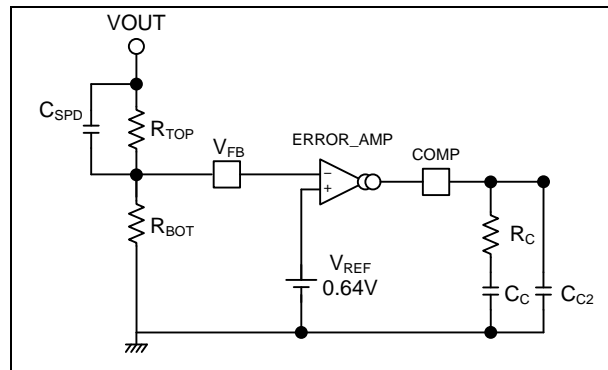 VOUT
CSPD
RTOP
VFB
ERROR_AMP
COMP
−
+
RBOT
RC
VREF
0.64V
CC
CC2